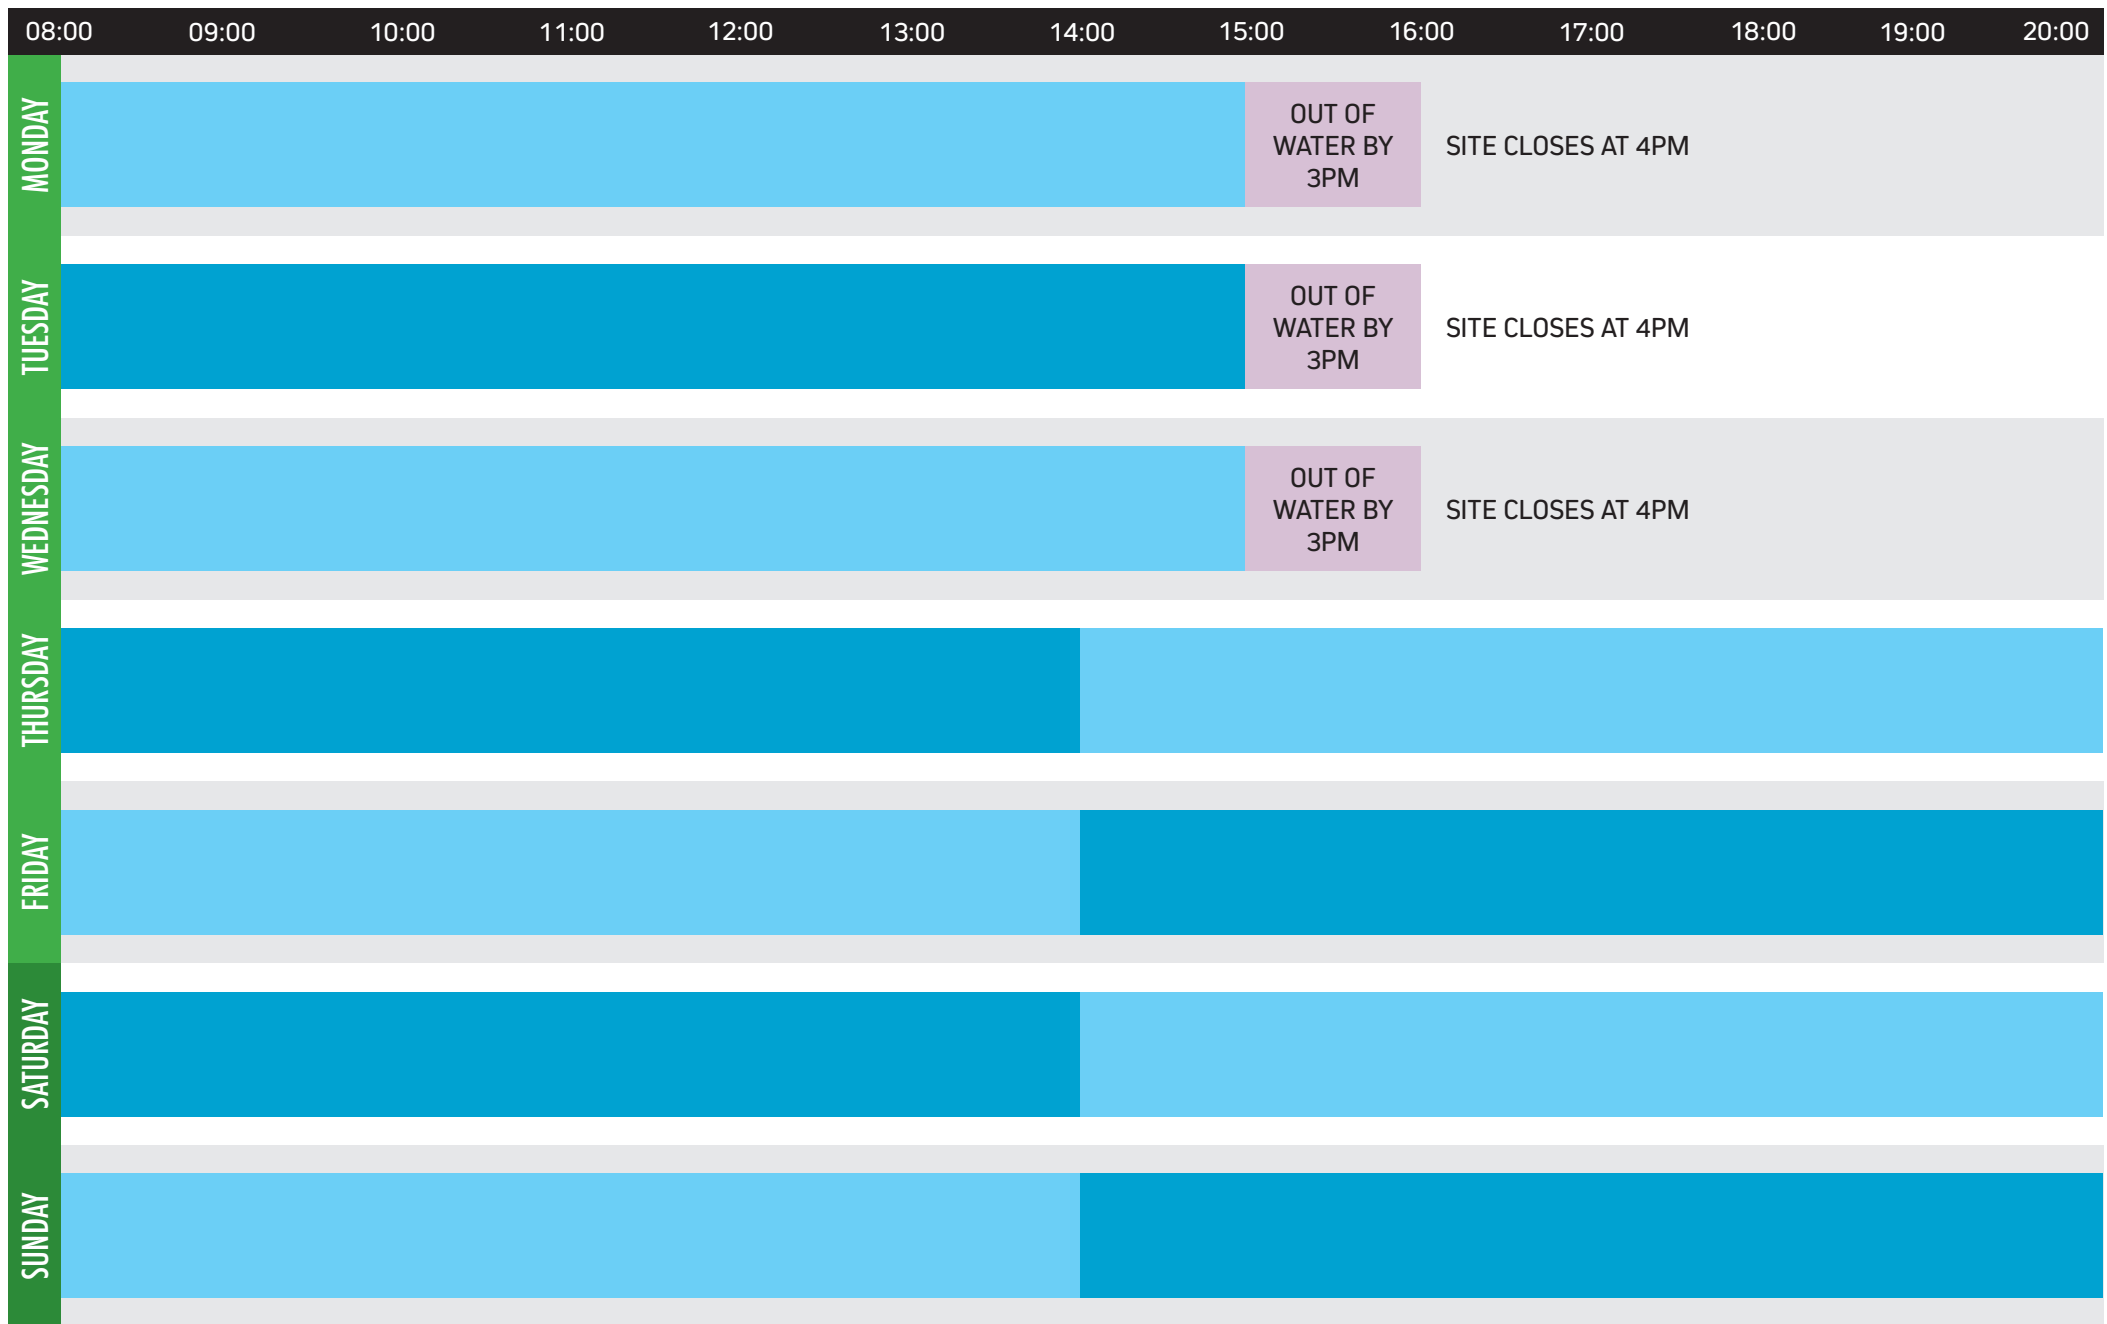 08:00 09:00 10:00 11:00 12:00 13:00 14:00 15:00 16:00 17:00 18:00 19:00 20:00
MONDAY
OUT OF
WATER BY
3PM
SITE CLOSES AT 4PM
TUESDAY
OUT OF
WATER BY
3PM
SITE CLOSES AT 4PM
WEDNESDAY
OUT OF
WATER BY
3PM
SITE CLOSES AT 4PM
THURSDAY
FRIDAY
SATURDAY
SUNDAY